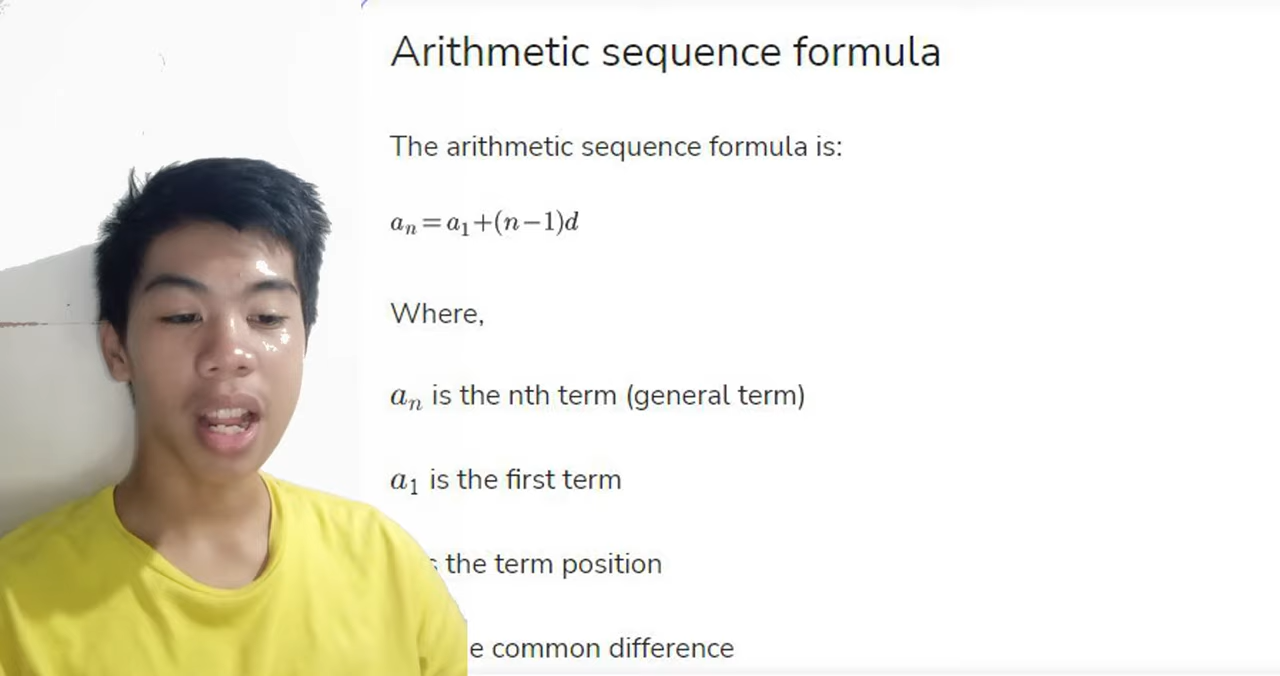 Arithmetic sequence formula
The arithmetic sequence formula is:
aₙ=a₁+(n−1)d
Where,
aₙ is the nth term (general term)
a₁ is the first term
s the term position
e common difference